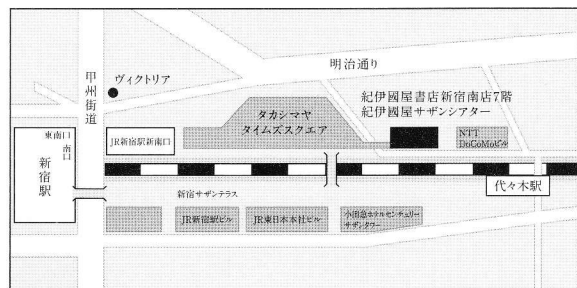 明治通り
甲州街道
ヴィクトリア
タカシマヤ
タイムズスクエア
紀伊國屋書店新宿南店7階
紀伊國屋サザンシアター
NTT
DoCoMoビル
東南口
南口
新宿駅
JR新宿駅新南口
代々木駅
新宿サザンテラス
JR新宿駅ビル
JR東日本本社ビル
小田急ホテルセンチュリー
サザンタワー